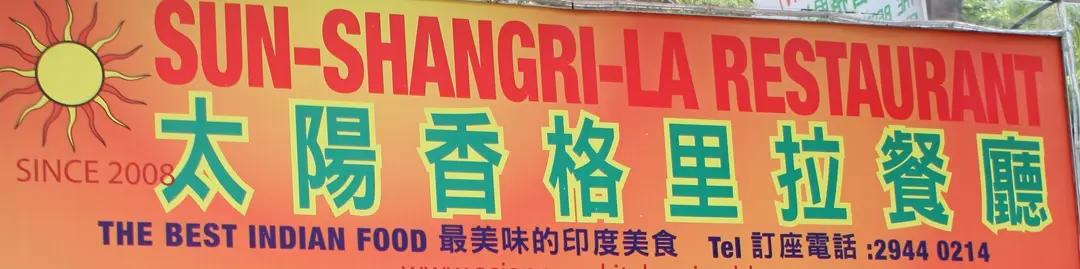 SUN-SHANGRI-LA RESTAURANT
太陽香格里拉餐廳
SINCE 2008
THE BEST INDIAN FOOD 最美味的印度美食 Tel 訂座電話 :2944 0214